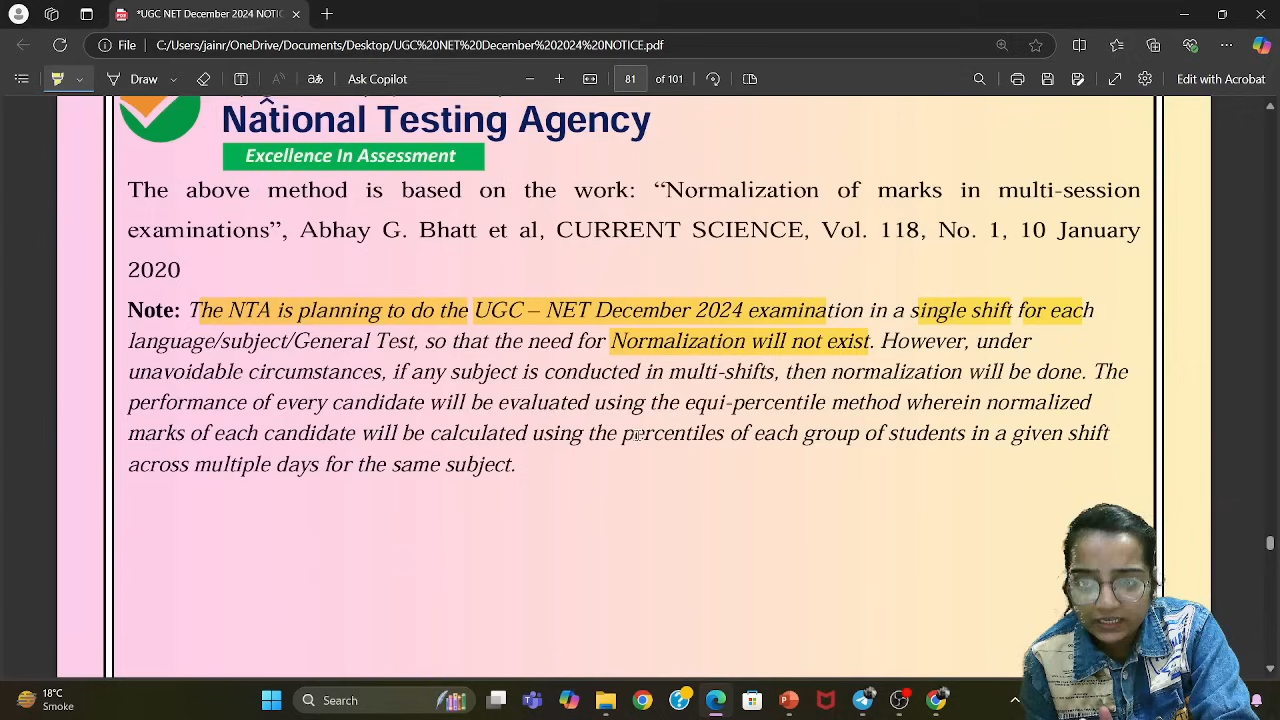 *UGC NET December 2024 NOTIC
File C:/Users/jainr/OneDrive/Documents/Desktop/UGC%20NET%20December%202024%20NOTICE.pdf
Draw Ask Copilot 81 of 101 Edit with Acrobat
National Testing Agency
Excellence In Assessment
The above method is based on the work: “Normalization of marks in multi-session
examinations”, Abhay G. Bhatt et al, CURRENT SCIENCE, Vol. 118, No. 1, 10 January
2020
Note: The NTA is planning to do the UGC – NET December 2024 examination in a single shift for each
language/subject/General Test, so that the need for Normalization will not exist. However, under
unavoidable circumstances, if any subject is conducted in multi-shifts, then normalization will be done. The
performance of every candidate will be evaluated using the equi-percentile method wherein normalized
marks of each candidate will be calculated using the percentiles of each group of students in a given shift
across multiple days for the same subject.
18°C
Smoke
Search